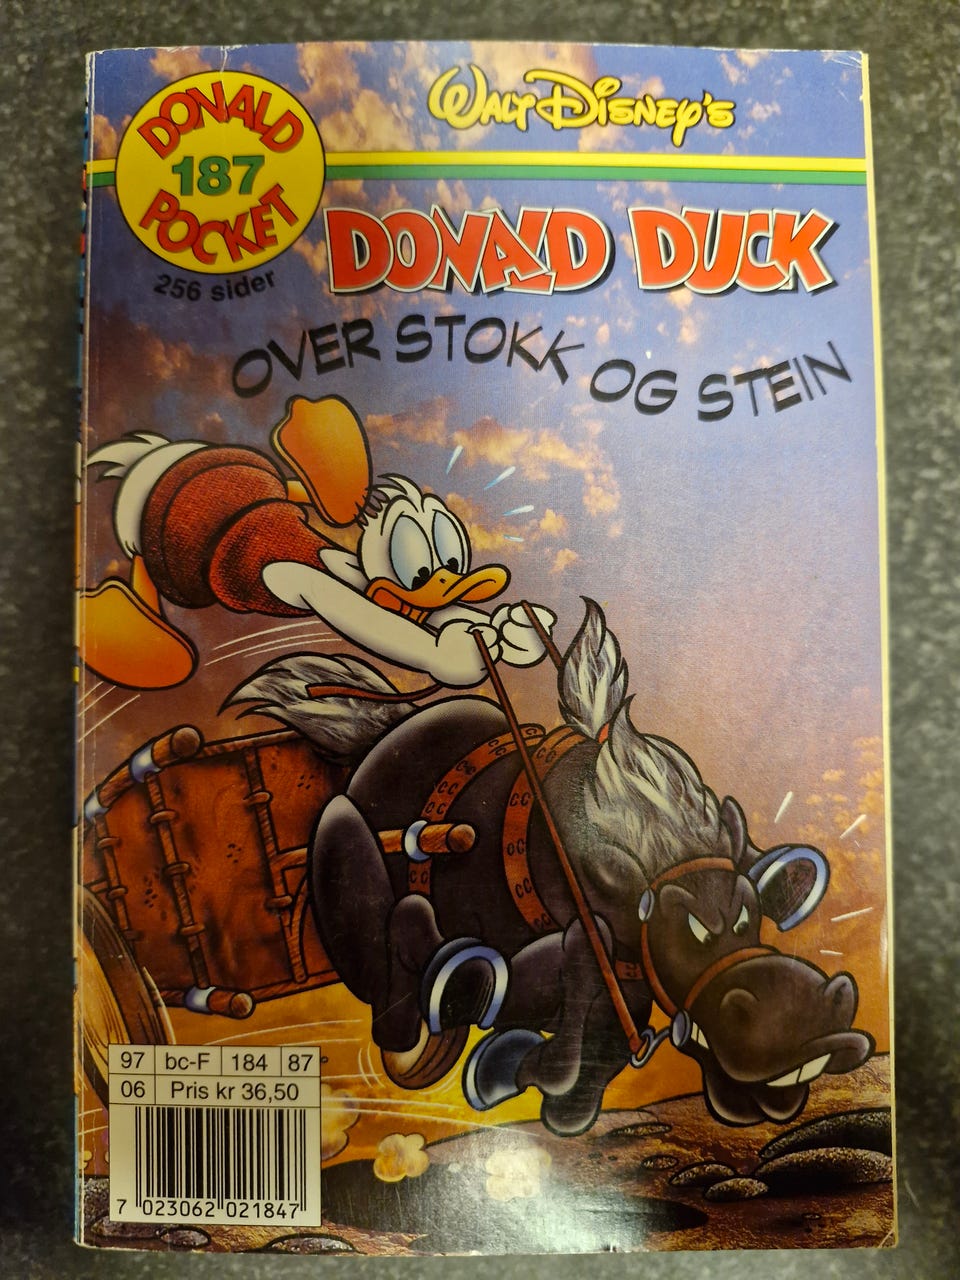 WALT DISNEY'S
DONALD
187
POCKET
256 sider
DONALD DUCK
OVER STOKK OG STEIN
97 bc-F 184 87
06 Pris kr 36,50
7 023062 021847